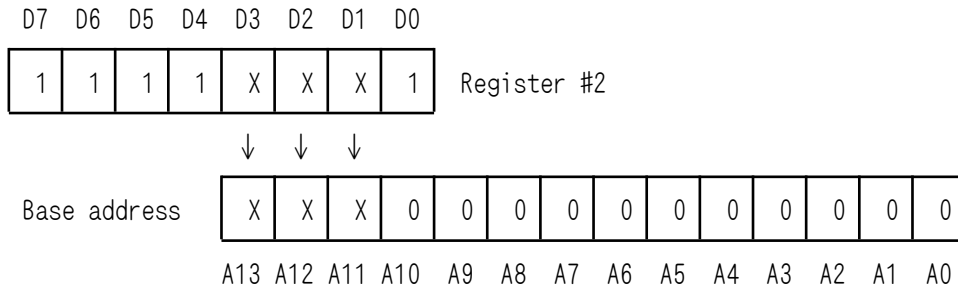 D7 D6 D5 D4 D3 D2 D1 D0
1 1 1 1 X X X 1 Register #2
↓ ↓ ↓
Base address X X X 0 0 0 0 0 0 0 0 0 0 0
A13 A12 A11 A10 A9 A8 A7 A6 A5 A4 A3 A2 A1 A0